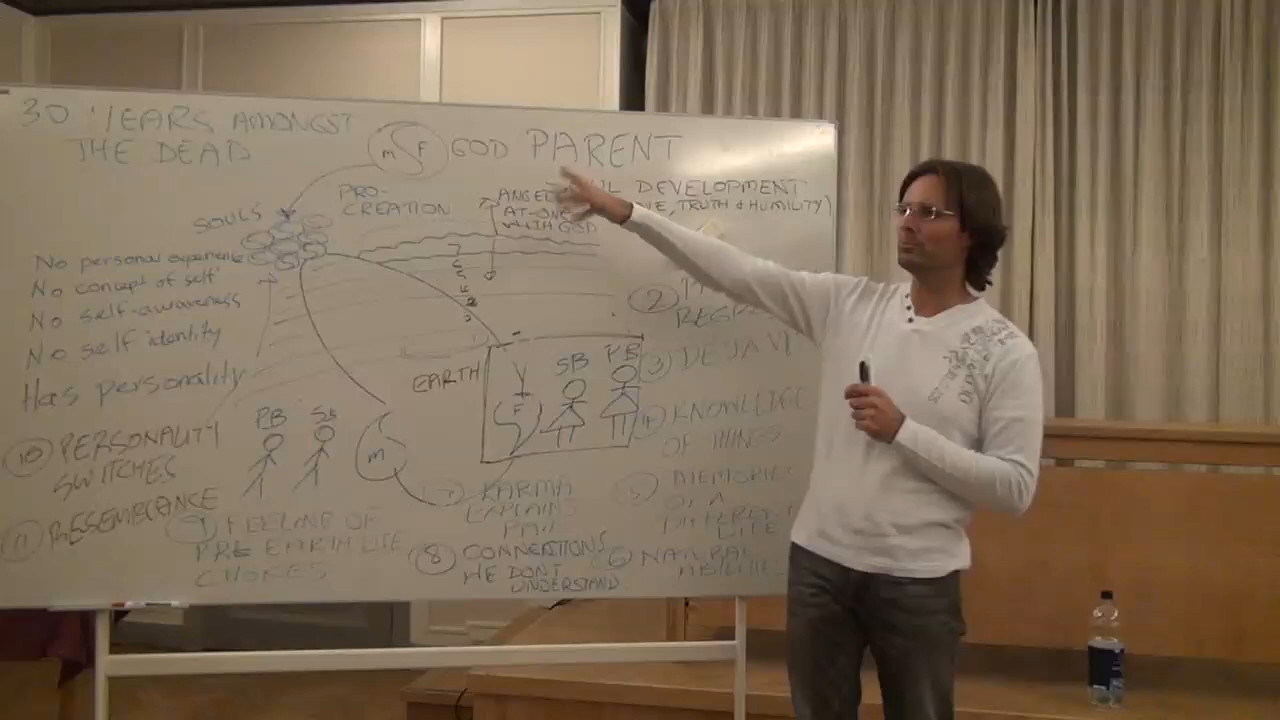 30 YEARS AMONGST
THE DEAD
M F GOD PARENT
DEVELOPMENT
TRUTH & HUMILITY)
PRO-
CREATION
AT-ONE
WITH GOD
SOULS
No personal experience
No concept of self
No self-awareness
No self identity
Has personality
EARTH
SB PB
F
PB SB
M
2
3 DEJA VU
4 KNOWLEDGE
OF THINGS
5 MEMORIES
OF A
DIFFERENT
LIFE
6 NATURAL
ABILITIES
7 KARMA
EXPLAINS
PAIN
8 CONNECTIONS
WE DON'T
UNDERSTAND
9 FEELING OF
PRE EARTH LIFE
CHOICES
10 PERSONALITY
SWITCHES
11 RESSEMBLANCE